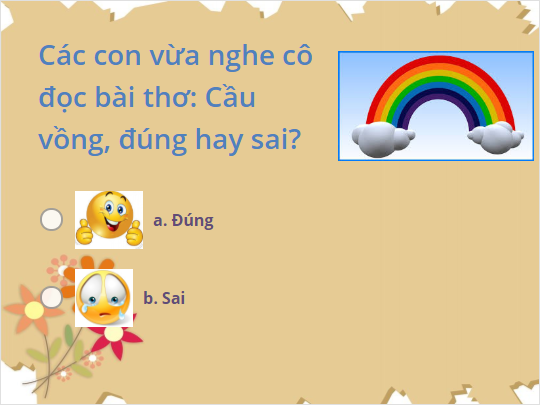 Các con vừa nghe cô
đọc bài thơ: Cầu
vồng, đúng hay sai?
a. Đúng
b. Sai